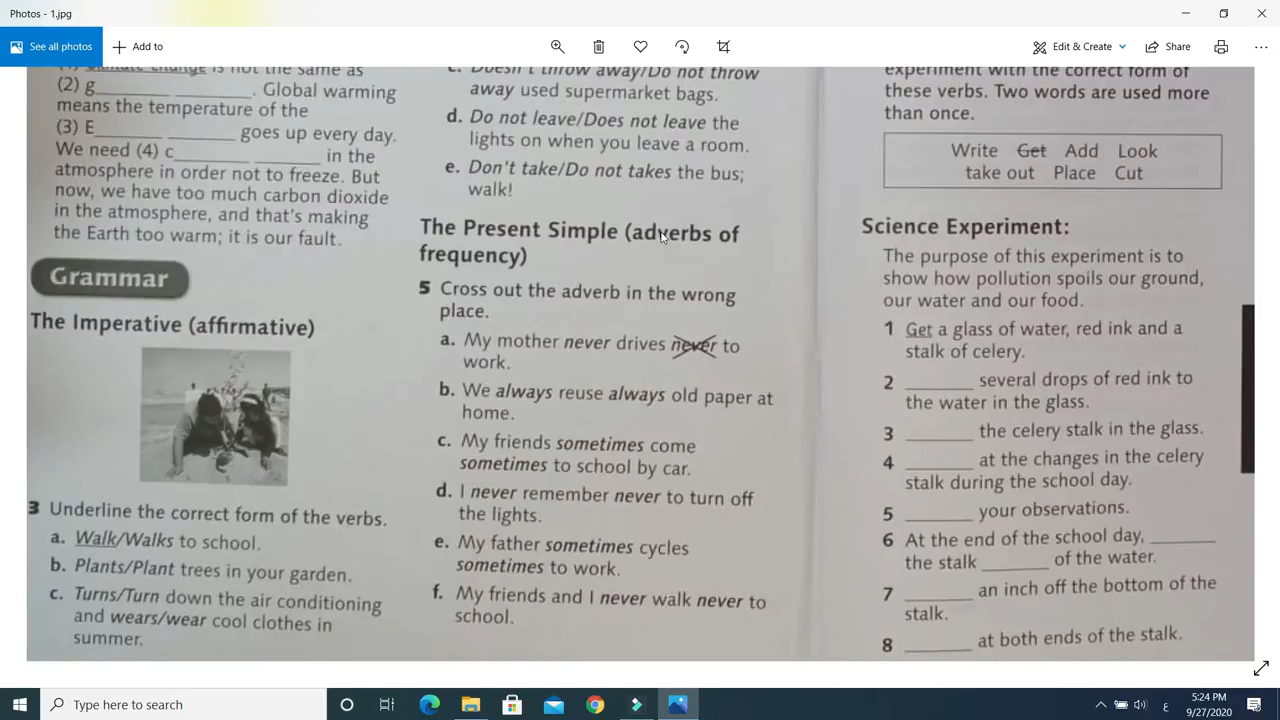 Photos - 1.jpg
See all photos
Add to
Edit & Create
Share
(1) Climate change is not the same as
(2) g________ ________. Global warming
means the temperature of the
(3) E________ ________ goes up every day.
We need (4) c________ ________ in the
atmosphere in order not to freeze. But
now, we have too much carbon dioxide
in the atmosphere, and that's making
the Earth too warm; it is our fault.
Grammar
The Imperative (affirmative)
3 Underline the correct form of the verbs.
a. Walk/Walks to school.
b. Plants/Plant trees in your garden.
c. Turns/Turn down the air conditioning
and wears/wear cool clothes in
summer.
c. Doesn't throw away/Do not throw
away used supermarket bags.
d. Do not leave/Does not leave the
lights on when you leave a room.
e. Don't take/Do not takes the bus;
walk!
The Present Simple (adverbs of
frequency)
5 Cross out the adverb in the wrong
place.
a. My mother never drives never to
work.
b. We always reuse always old paper at
home.
c. My friends sometimes come
sometimes to school by car.
d. I never remember never to turn off
the lights.
e. My father sometimes cycles
sometimes to work.
f. My friends and I never walk never to
school.
experiment with the correct form of
these verbs. Two words are used more
than once.
Write Get Add Look
take out Place Cut
Science Experiment:
The purpose of this experiment is to
show how pollution spoils our ground,
our water and our food.
1 Get a glass of water, red ink and a
stalk of celery.
2 ________ several drops of red ink to
the water in the glass.
3 ________ the celery stalk in the glass.
4 ________ at the changes in the celery
stalk during the school day.
5 ________ your observations.
6 At the end of the school day, ________
the stalk ________ of the water.
7 ________ an inch off the bottom of the
stalk.
8 ________ at both ends of the stalk.
Type here to search
ع
5:24 PM
9/27/2020